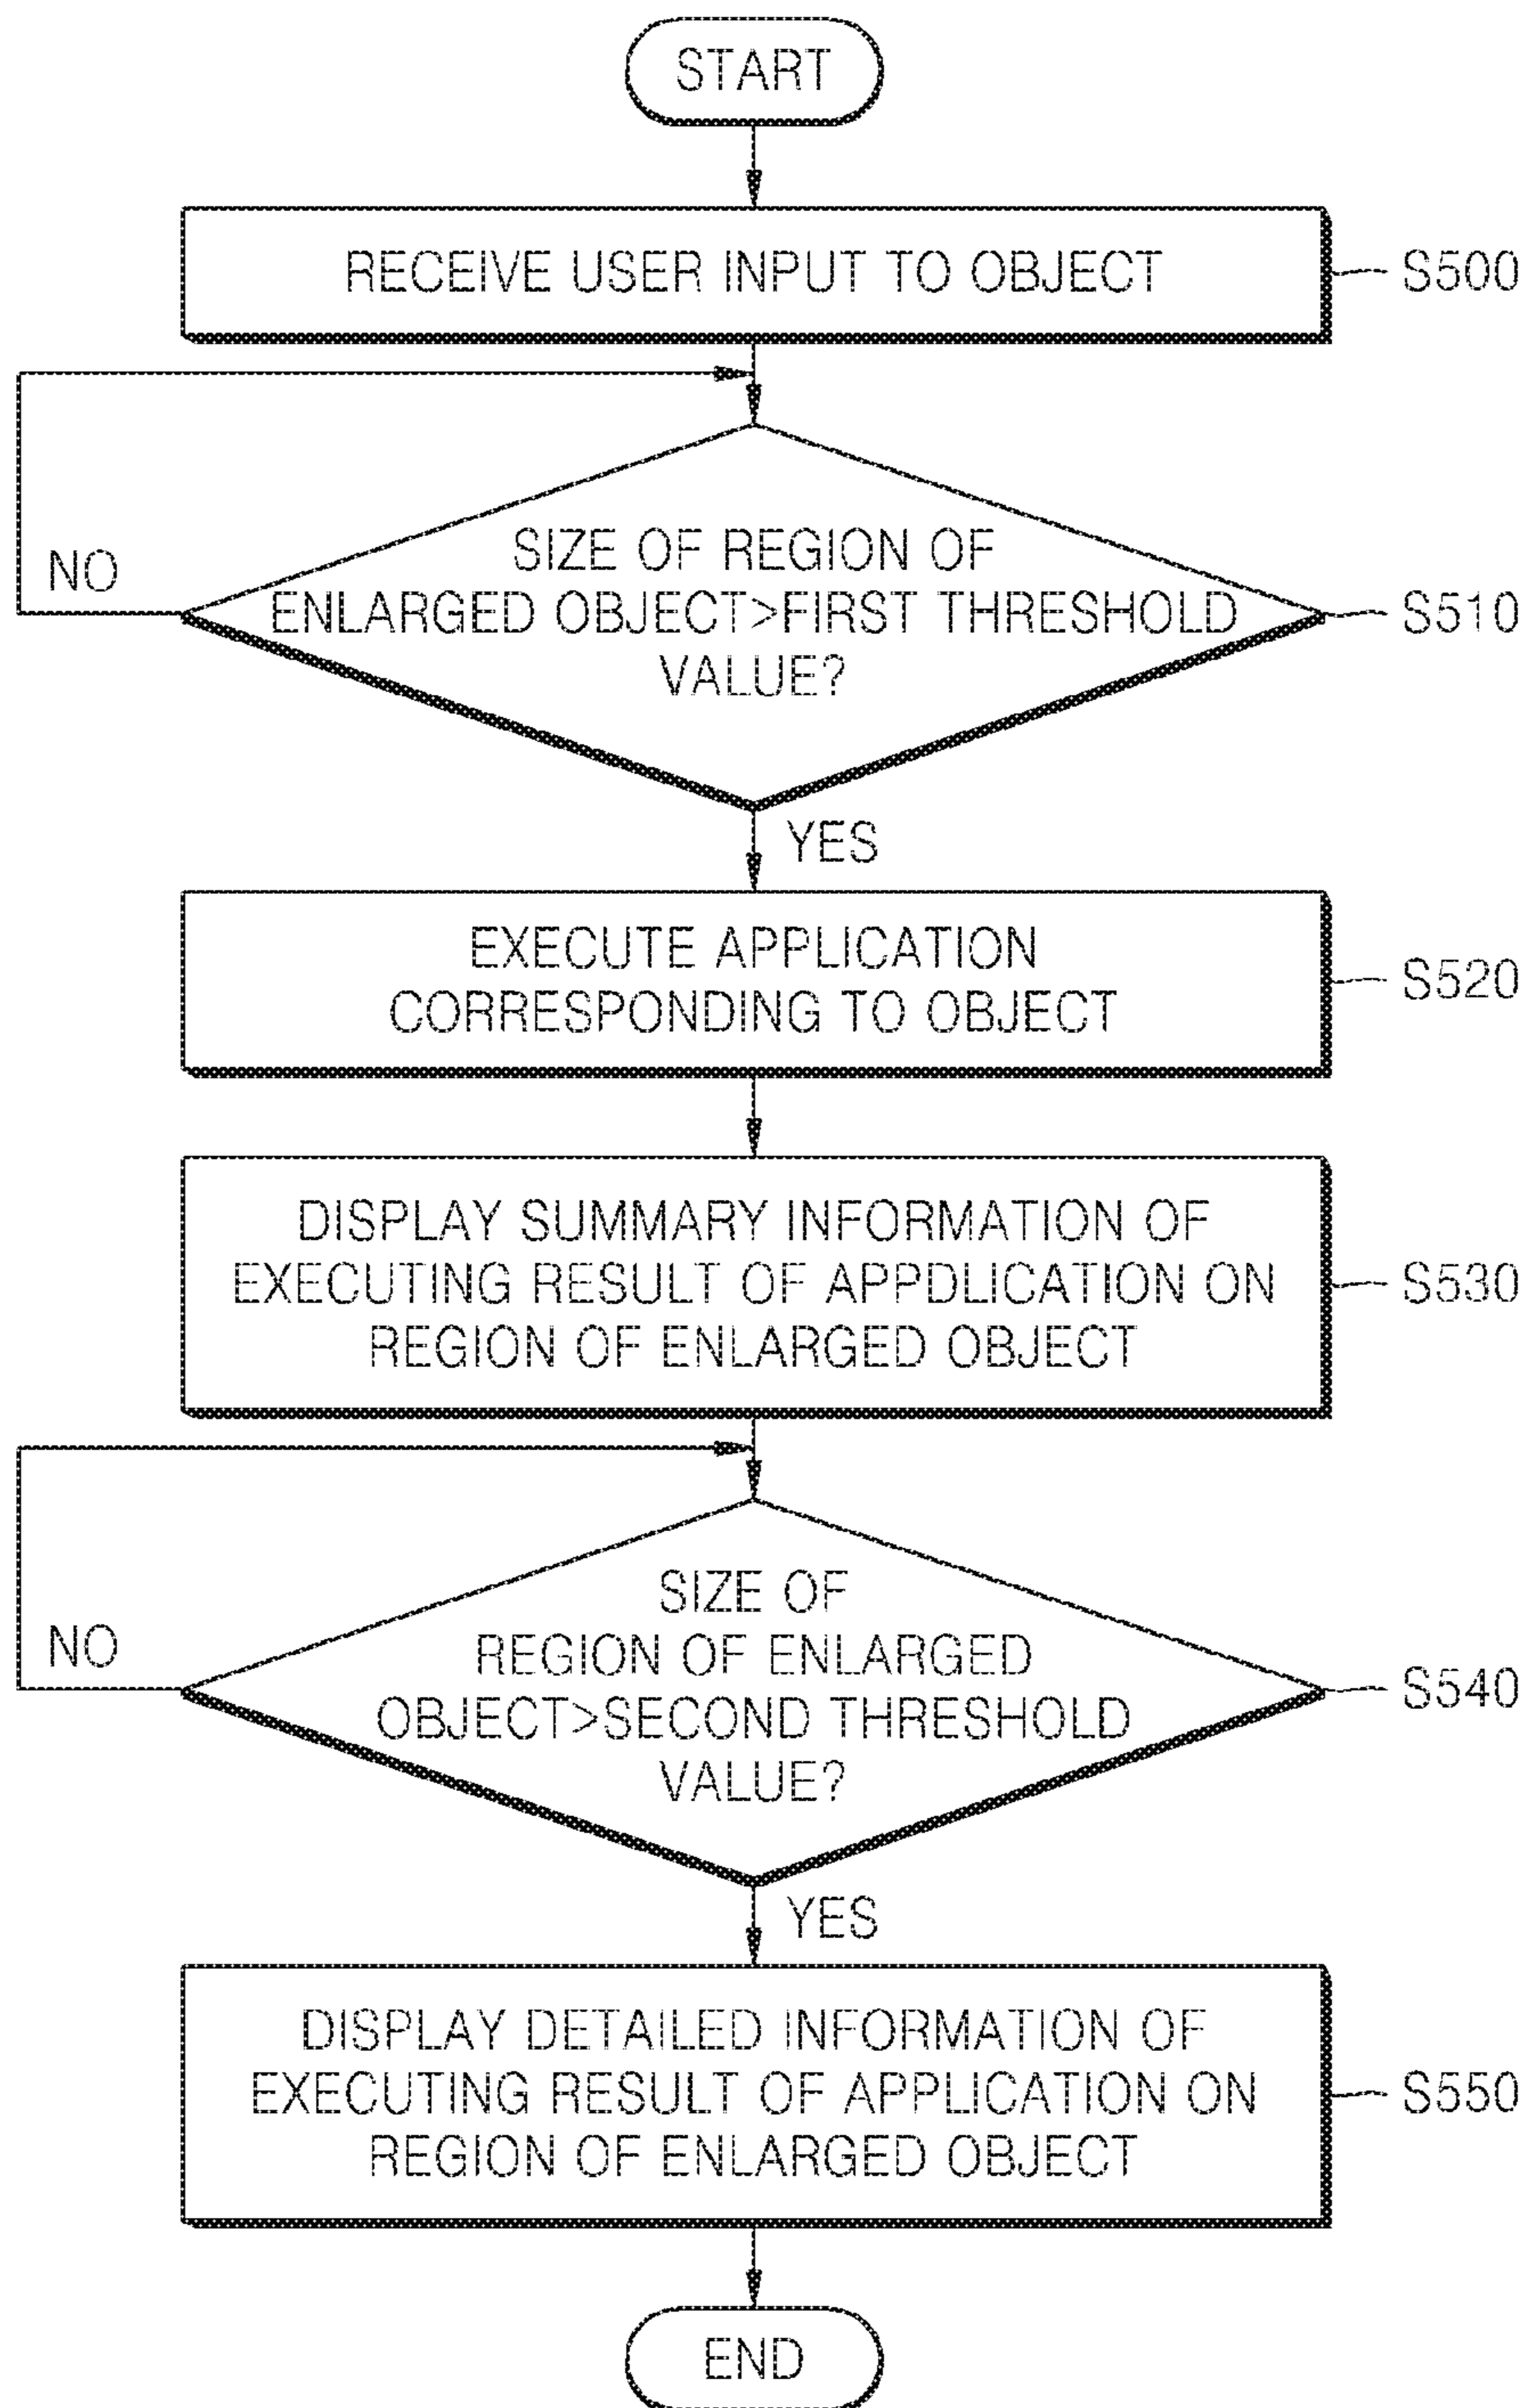 START
RECEIVE USER INPUT TO OBJECT
S500
SIZE OF REGION OF
ENLARGED OBJECT>FIRST THRESHOLD
VALUE?
S510
NO
YES
EXECUTE APPLICATION
CORRESPONDING TO OBJECT
S520
DISPLAY SUMMARY INFORMATION OF
EXECUTING RESULT OF APPDLICATION ON
REGION OF ENLARGED OBJECT
S530
SIZE OF
REGION OF ENLARGED
OBJECT>SECOND THRESHOLD
VALUE?
S540
NO
YES
DISPLAY DETAILED INFORMATION OF
EXECUTING RESULT OF APPLICATION ON
REGION OF ENLARGED OBJECT
S550
END